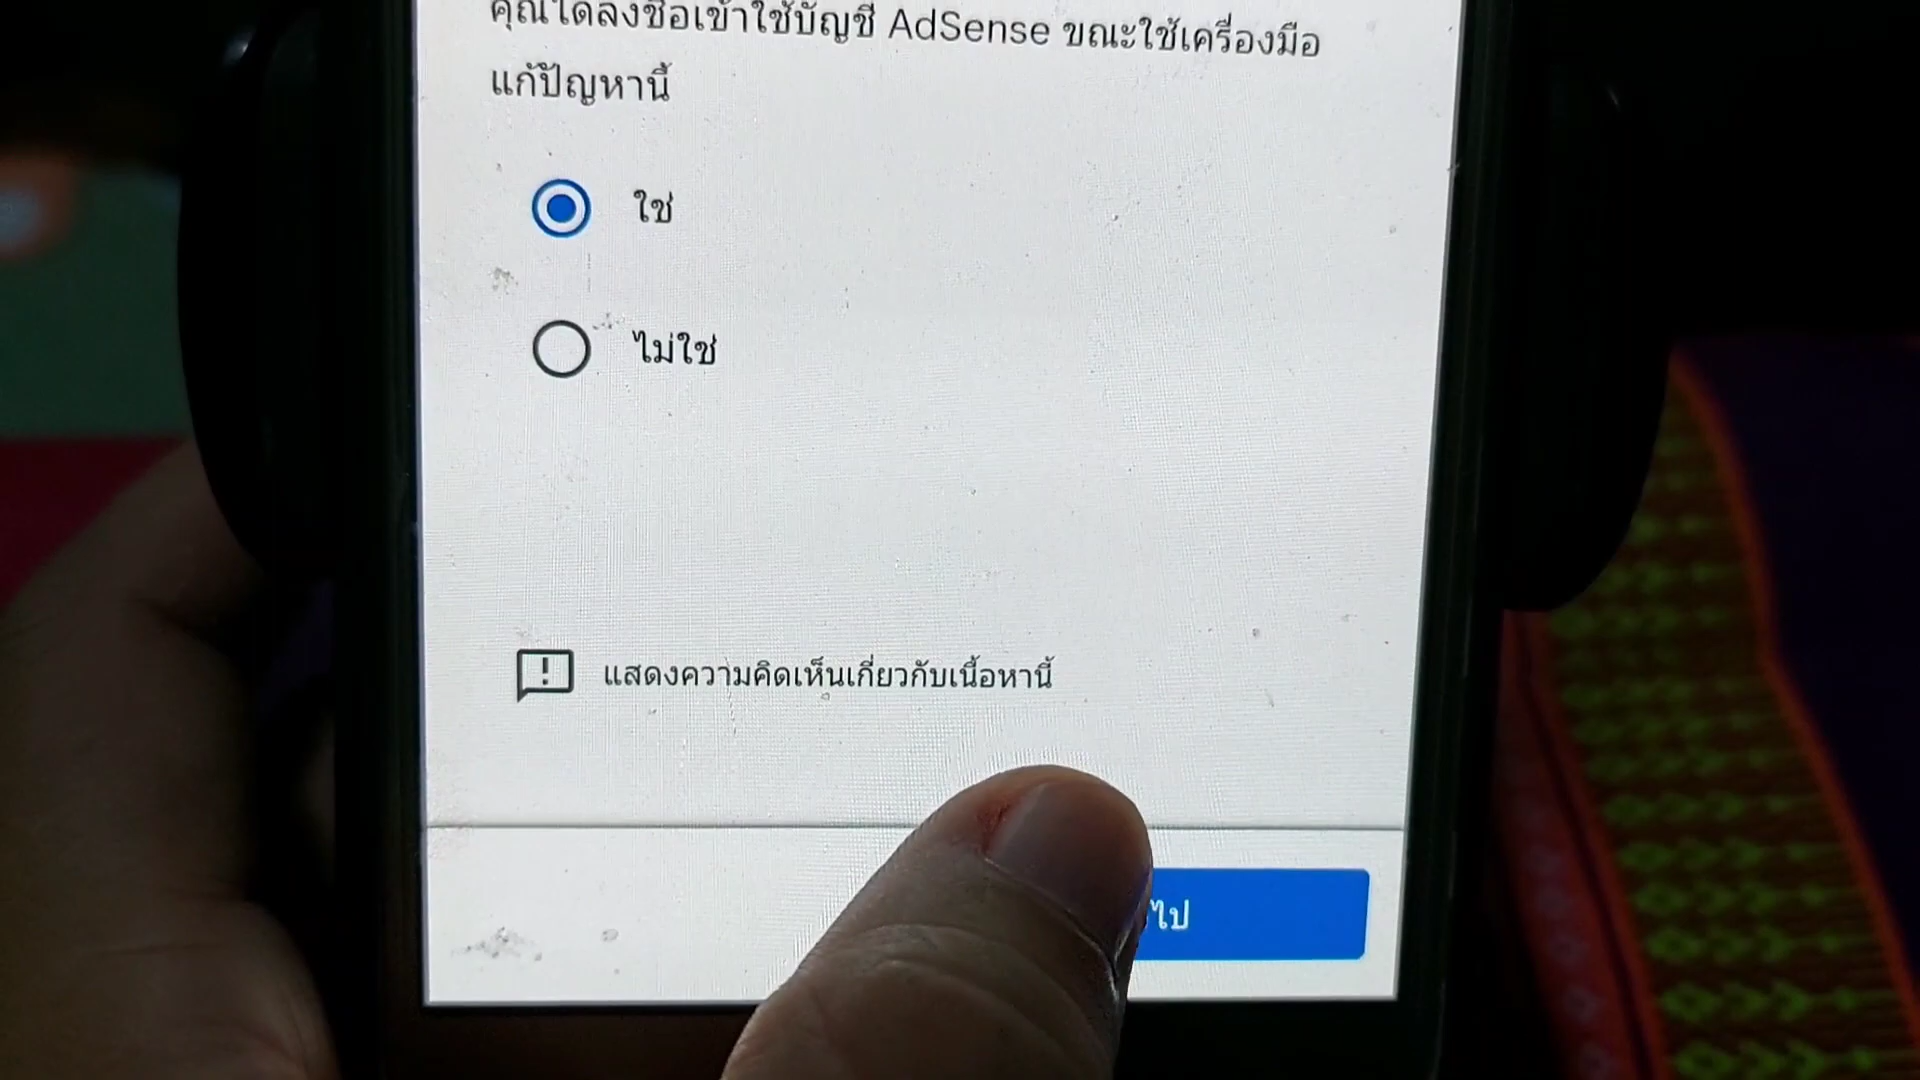 คุณได้ลงชื่อเข้าใช้บัญชี AdSense ขณะใช้เครื่องมือ
แก้ปัญหานี้
ใช่
ไม่ใช่
แสดงความคิดเห็นเกี่ยวกับเนื้อหานี้
ไป